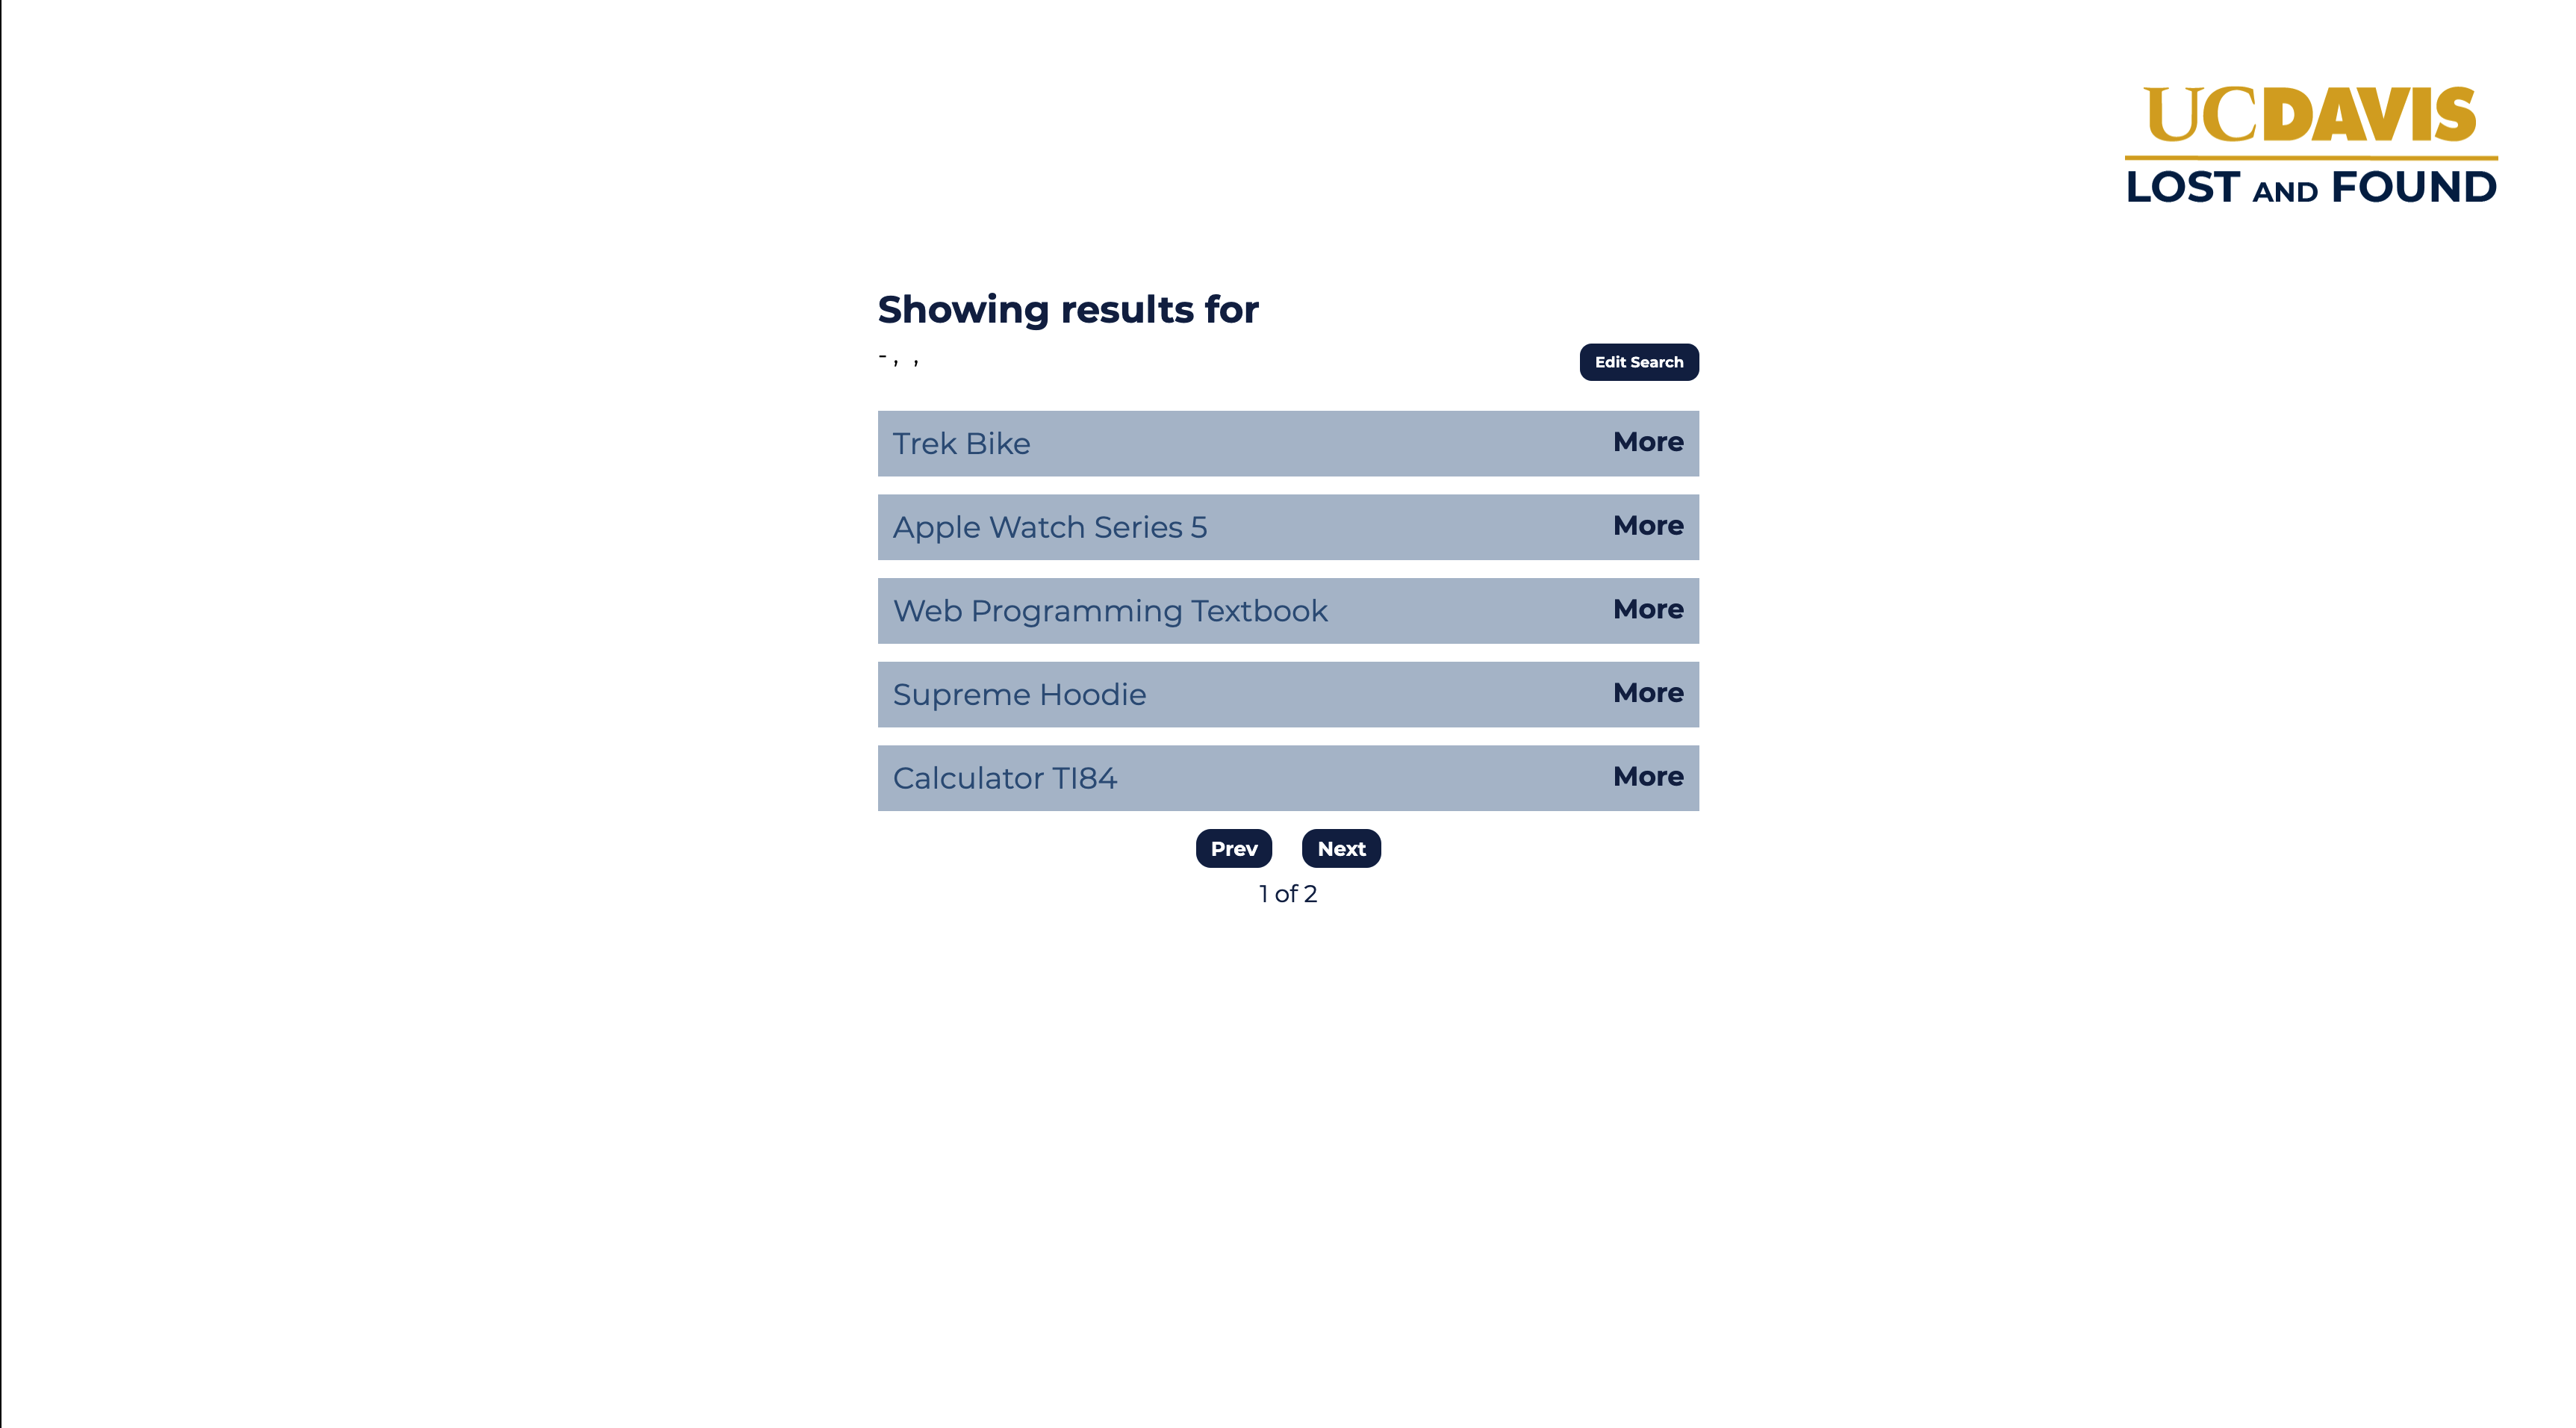 UCDAVIS
LOST AND FOUND
Showing results for
- ,  ,
Edit Search
Trek Bike More
Apple Watch Series 5 More
Web Programming Textbook More
Supreme Hoodie More
Calculator TI84 More
Prev Next
1 of 2